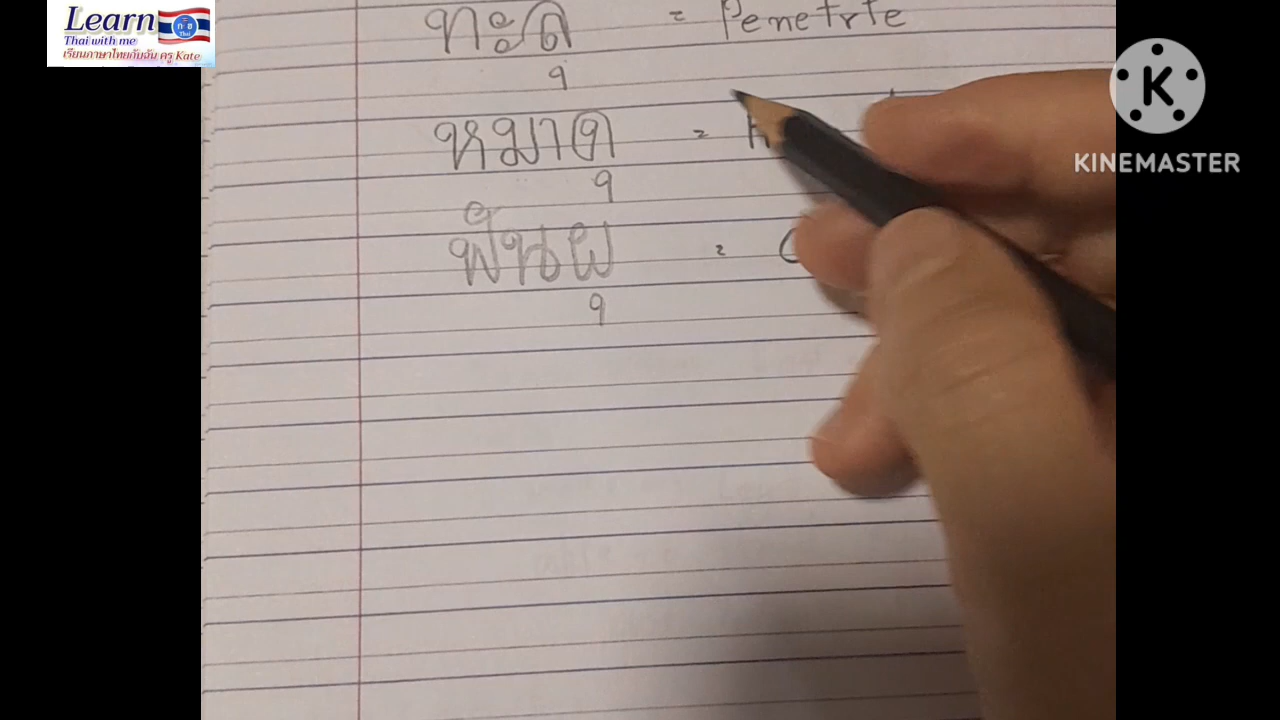 Learn
Thai with me
เรียนภาษาไทยกับฉัน ครู Kate
ทะลุ = Penetrte
หมาดุ =
ฟันผุ =
KINEMASTER